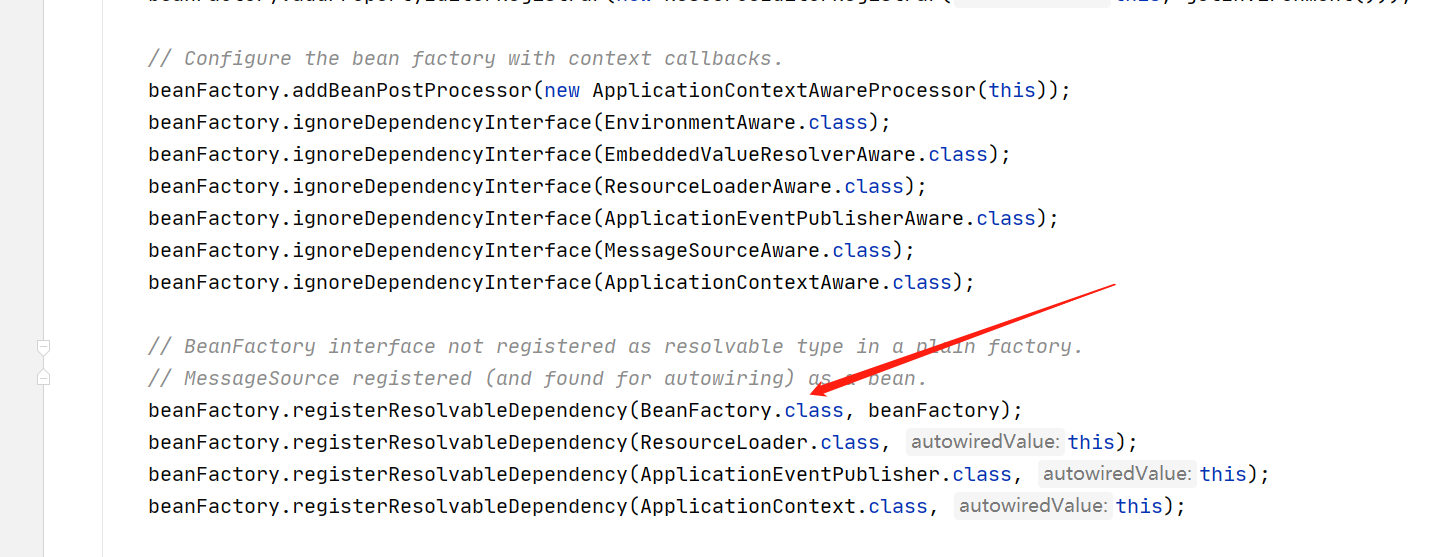 // Configure the bean factory with context callbacks.
beanFactory.addBeanPostProcessor(new ApplicationContextAwareProcessor(this));
beanFactory.ignoreDependencyInterface(EnvironmentAware.class);
beanFactory.ignoreDependencyInterface(EmbeddedValueResolverAware.class);
beanFactory.ignoreDependencyInterface(ResourceLoaderAware.class);
beanFactory.ignoreDependencyInterface(ApplicationEventPublisherAware.class);
beanFactory.ignoreDependencyInterface(MessageSourceAware.class);
beanFactory.ignoreDependencyInterface(ApplicationContextAware.class);
// BeanFactory interface not registered as resolvable type in a plain factory.
// MessageSource registered (and found for autowiring) as a bean.
beanFactory.registerResolvableDependency(BeanFactory.class, beanFactory);
beanFactory.registerResolvableDependency(ResourceLoader.class, autowiredValue: this);
beanFactory.registerResolvableDependency(ApplicationEventPublisher.class, autowiredValue: this);
beanFactory.registerResolvableDependency(ApplicationContext.class, autowiredValue: this);